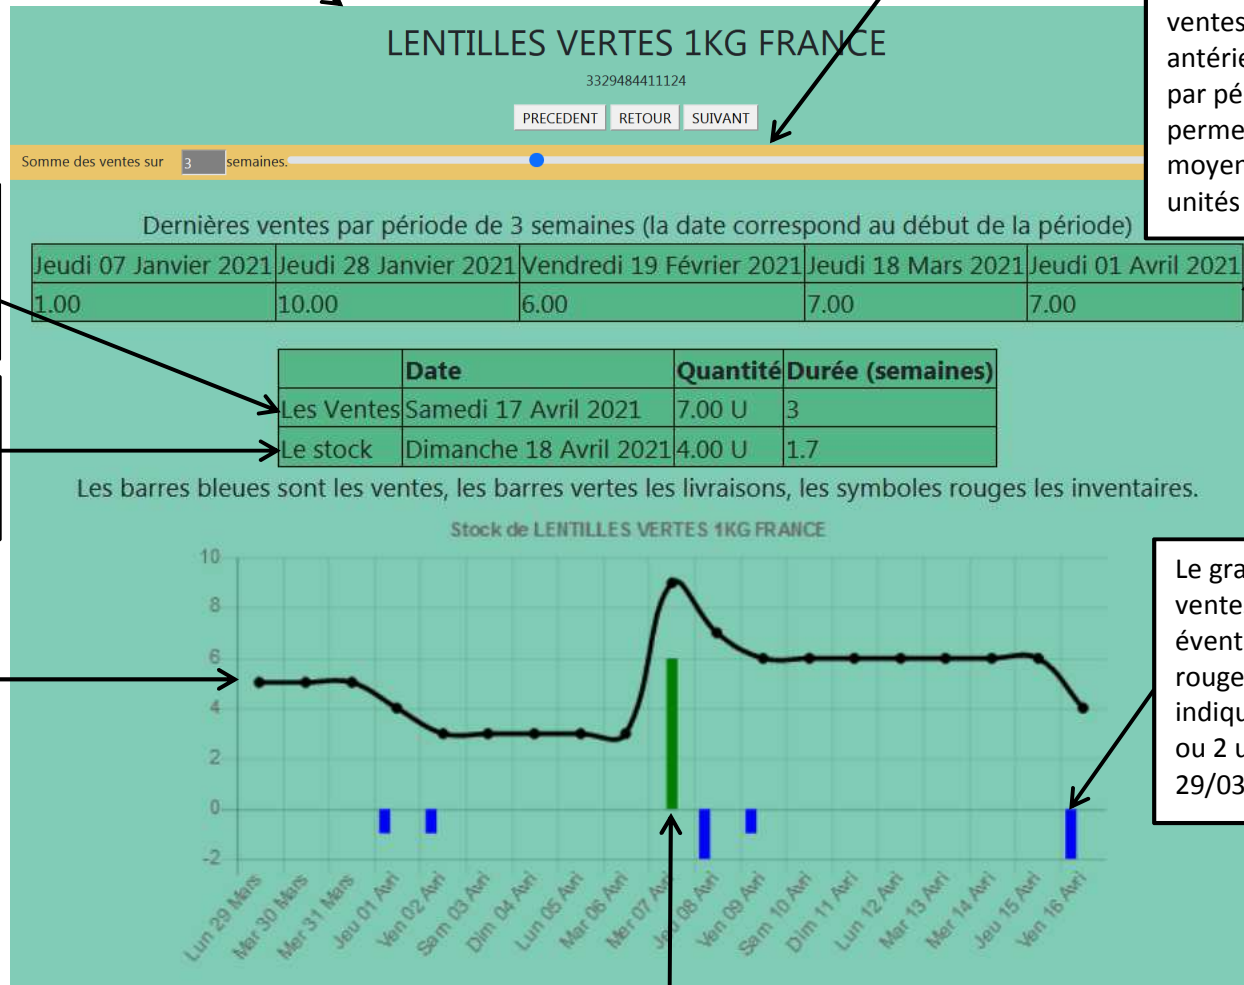 LENTILLES VERTES 1KG FRANCE
3329484411124
PRECEDENT RETOUR SUIVANT
Somme des ventes sur 3 semaines.
ventes
antérie
par pé
perme
moyen
unités
Dernières ventes par période de 3 semaines (la date correspond au début de la période)
Jeudi 07 Janvier 2021 Jeudi 28 Janvier 2021 Vendredi 19 Février 2021 Jeudi 18 Mars 2021 Jeudi 01 Avril 2021
1.00 10.00 6.00 7.00 7.00
Date Quantité Durée (semaines)
Les Ventes Samedi 17 Avril 2021 7.00 U 3
Le stock Dimanche 18 Avril 2021 4.00 U 1.7
Les barres bleues sont les ventes, les barres vertes les livraisons, les symboles rouges les inventaires.
Stock de LENTILLES VERTES 1KG FRANCE
10
8
6
4
2
0
-2
Lun 29 Mars
Mar 30 Mars
Mer 31 Mars
Jeu 01 Avri
Ven 02 Avri
Sam 03 Avri
Dim 04 Avri
Lun 05 Avri
Mar 06 Avri
Mer 07 Avri
Jeu 08 Avri
Ven 09 Avri
Sam 10 Avri
Dim 11 Avri
Lun 12 Avri
Mar 13 Avri
Mer 14 Avri
Jeu 15 Avri
Ven 16 Avri
Le gra
vente
évent
rouge
indiqu
ou 2 u
29/03